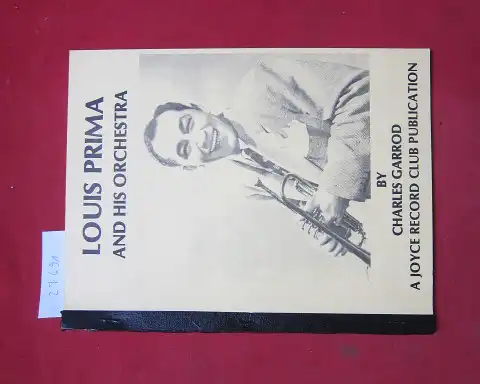 LOUIS PRIMA
AND HIS ORCHESTRA
BY
CHARLES GARROD
A JOYCE RECORD CLUB PUBLICATION